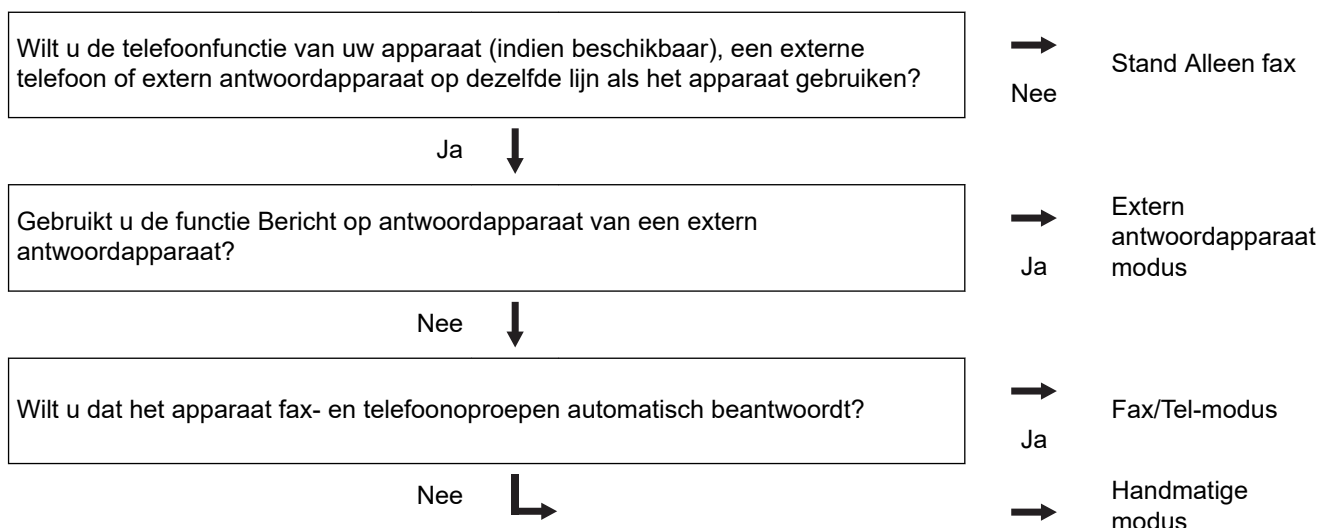 Wilt u de telefoonfunctie van uw apparaat (indien beschikbaar), een externe
telefoon of extern antwoordapparaat op dezelfde lijn als het apparaat gebruiken?
Nee
Stand Alleen fax
Ja
Gebruikt u de functie Bericht op antwoordapparaat van een extern
antwoordapparaat?
Ja
Extern
antwoordapparaat
modus
Nee
Wilt u dat het apparaat fax- en telefoonoproepen automatisch beantwoordt?
Ja
Fax/Tel-modus
Nee
Handmatige
modus